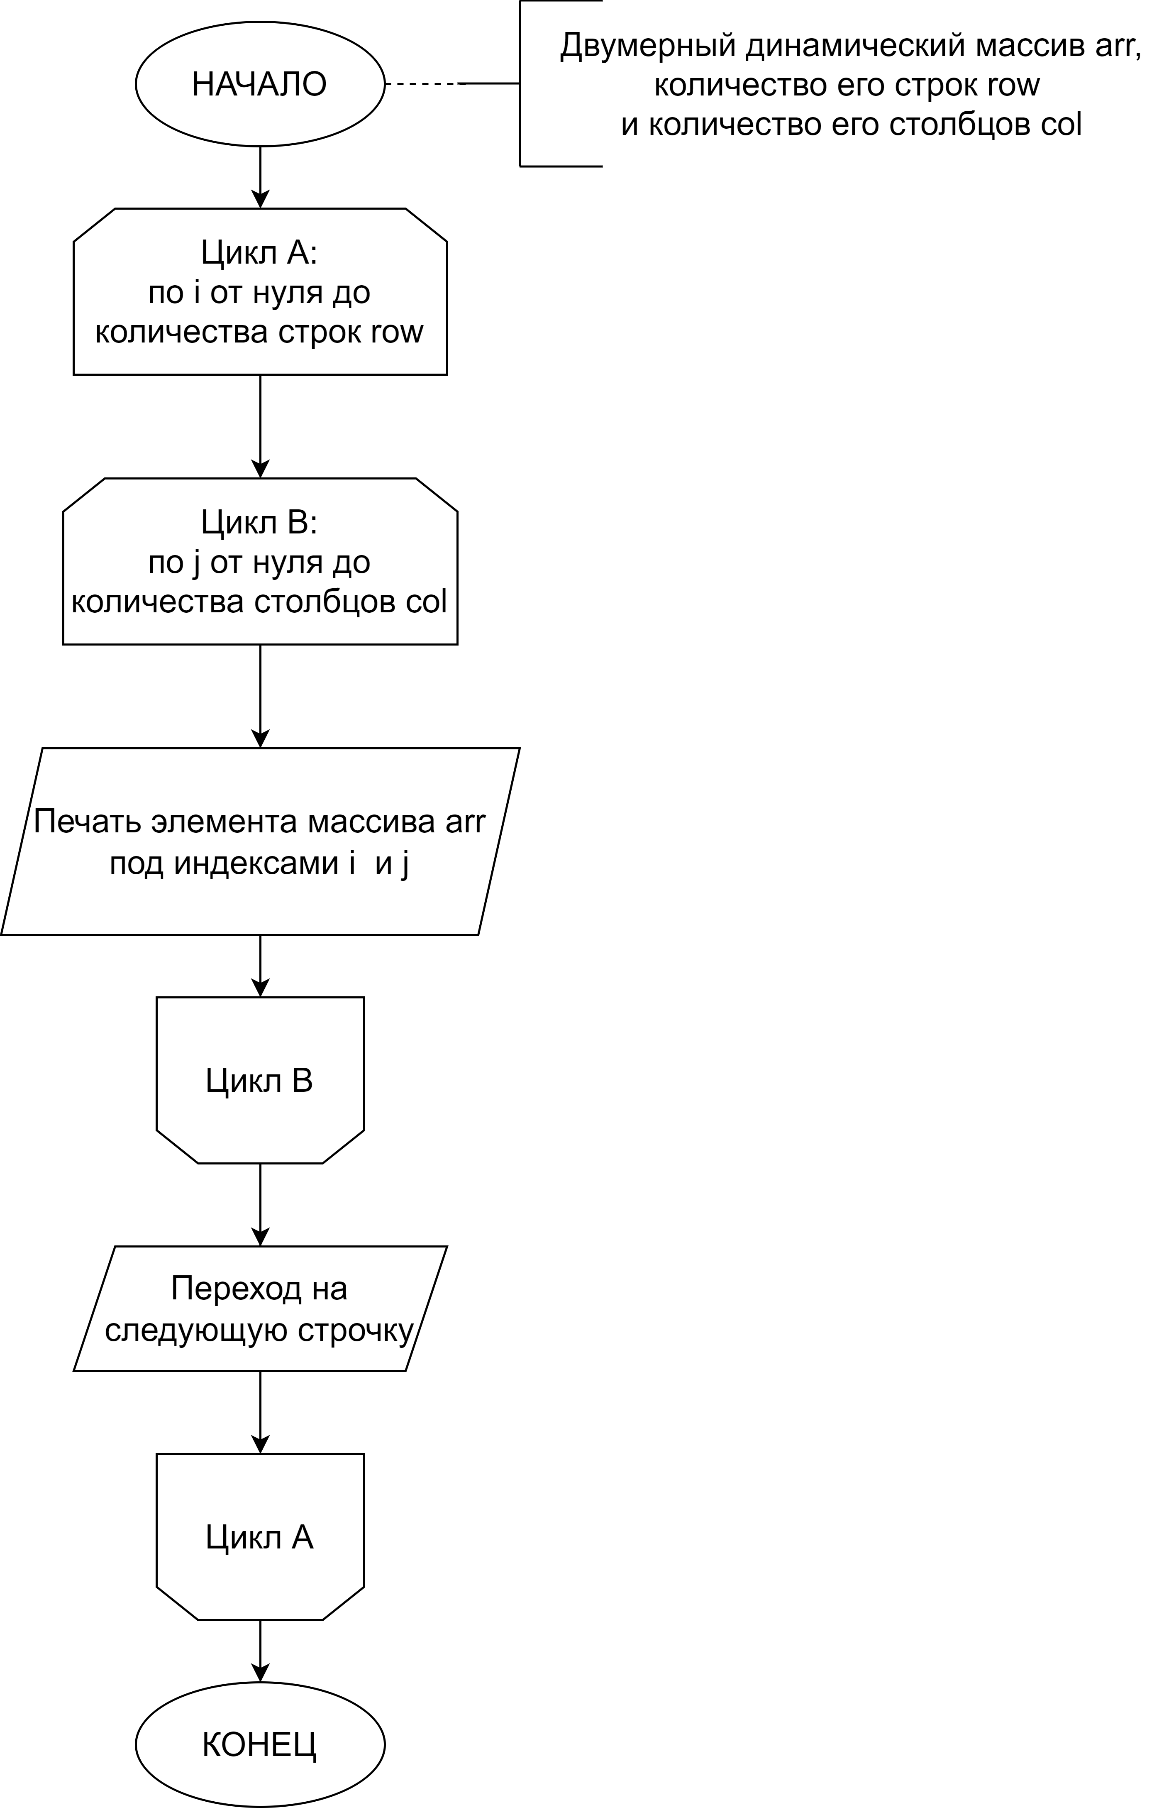 НАЧАЛО
Двумерный динамический массив arr,
количество его строк row
и количество его столбцов col
Цикл A:
по i от нуля до
количества строк row
Цикл B:
по j от нуля до
количества столбцов col
Печать элемента массива arr
под индексами i  и j
Цикл B
Переход на
следующую строчку
Цикл A
КОНЕЦ